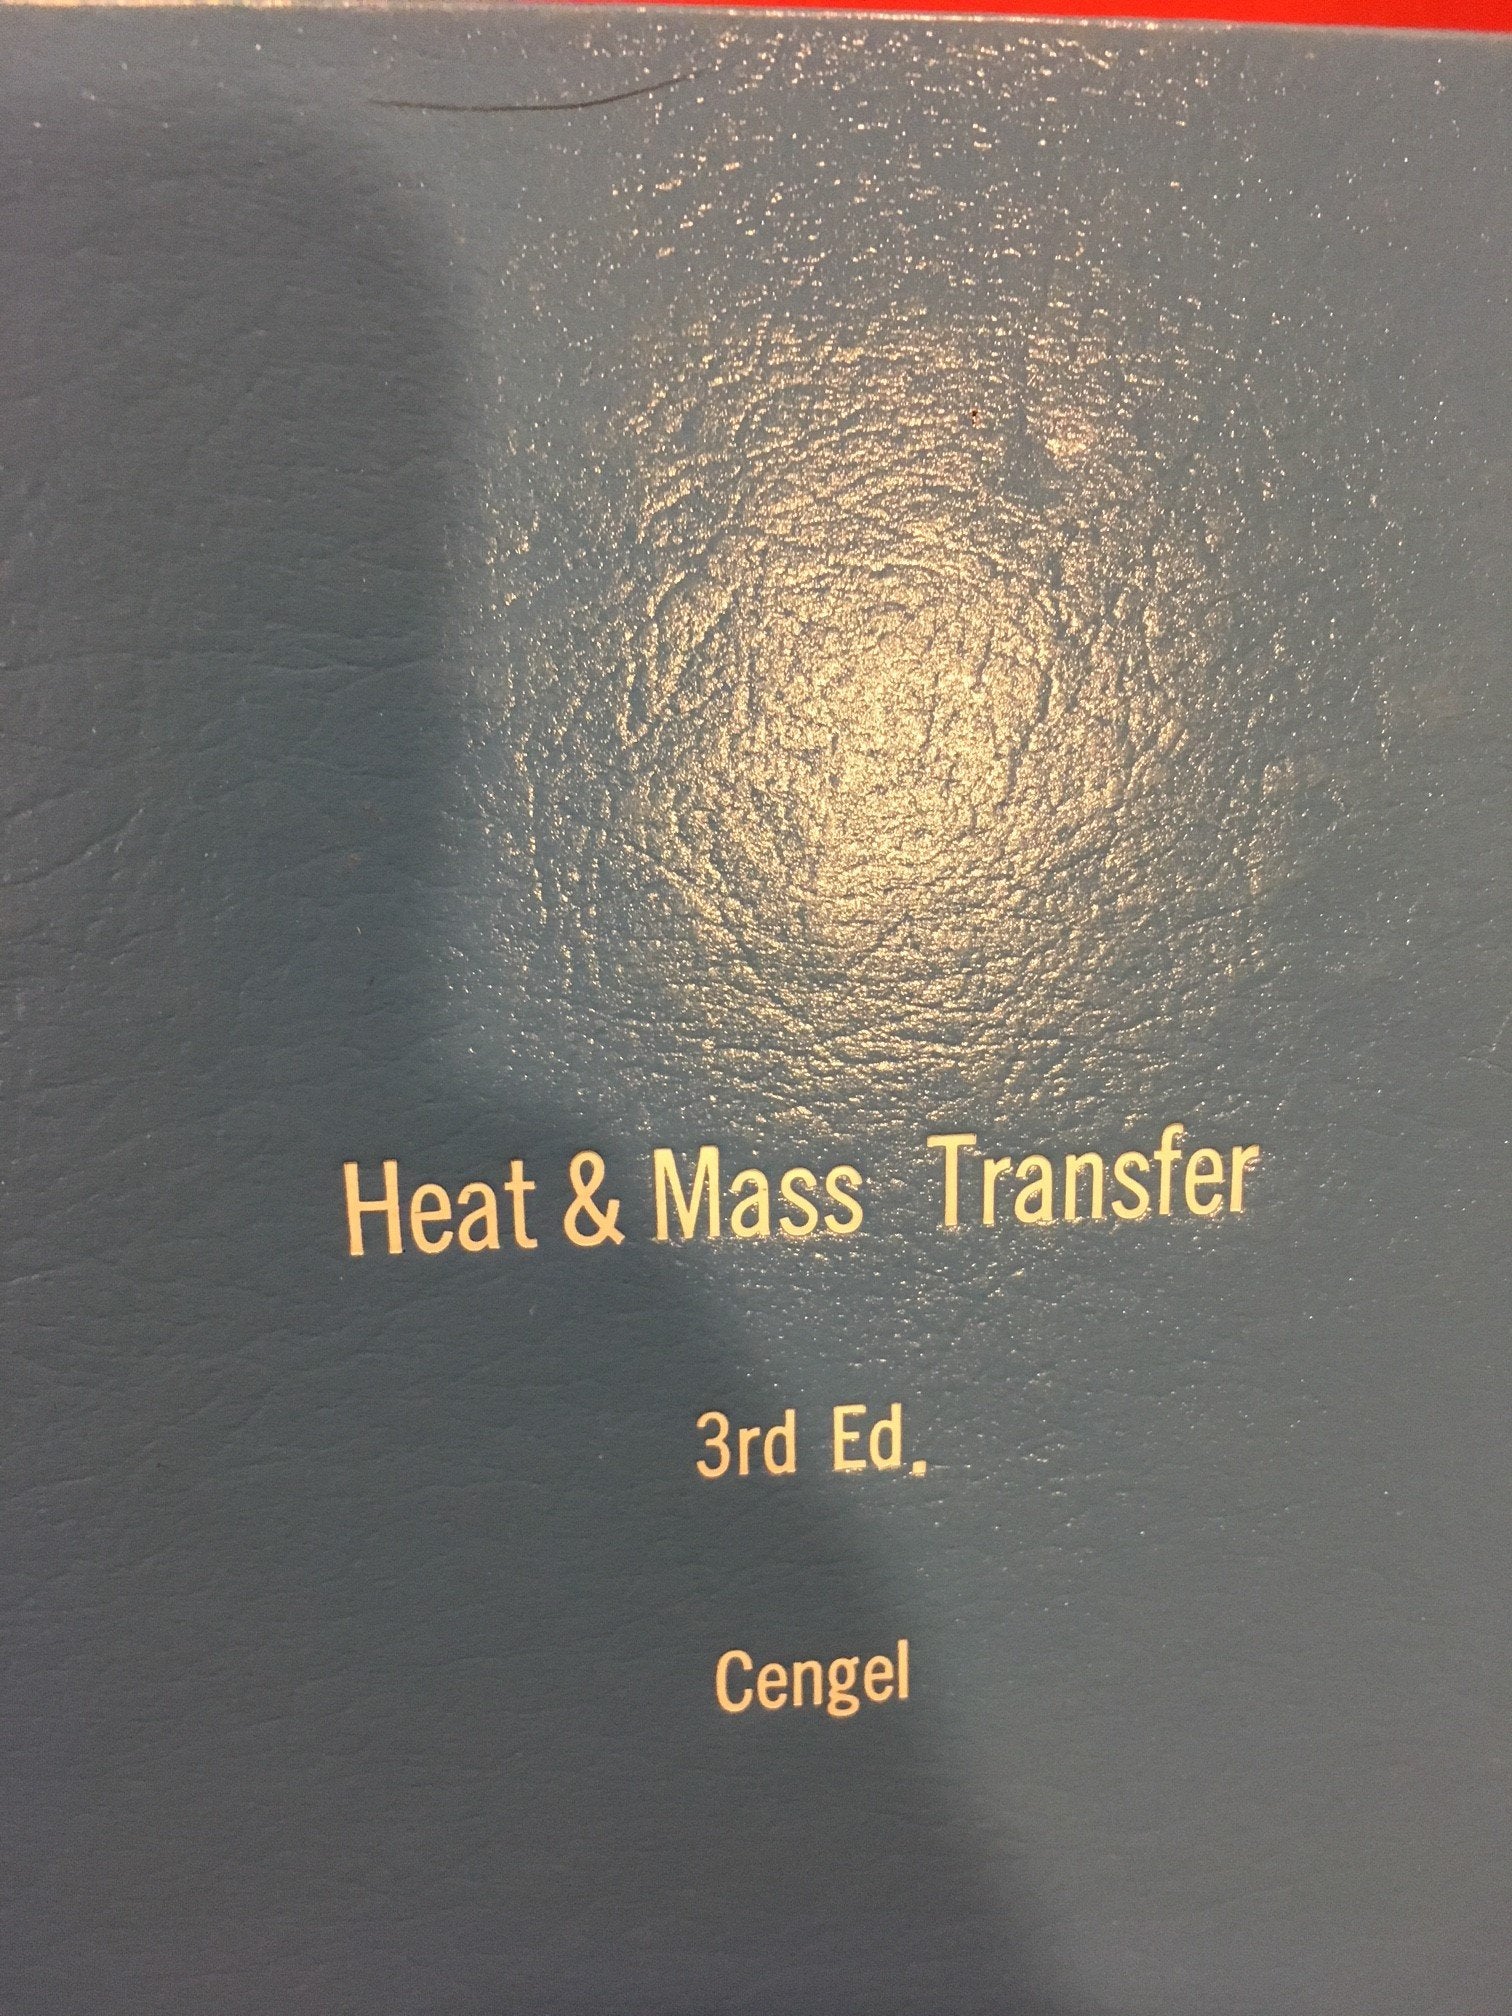 Heat & Mass Transfer
3rd Ed.
Cengel